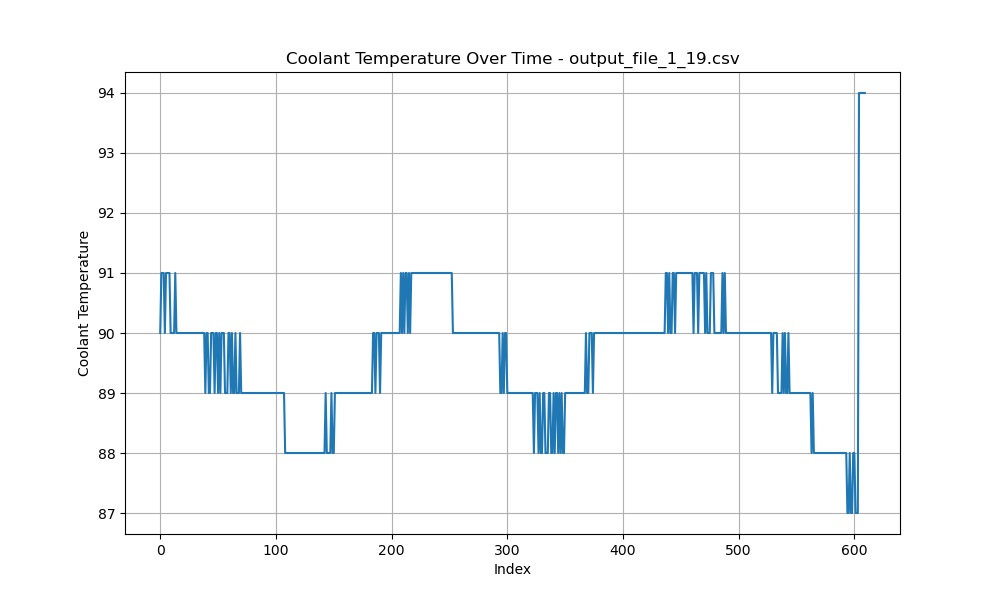 Coolant Temperature Over Time - output_file_1_19.csv
94
93
92
91
90
89
88
87
Coolant Temperature
0 100 200 300 400 500 600
Index